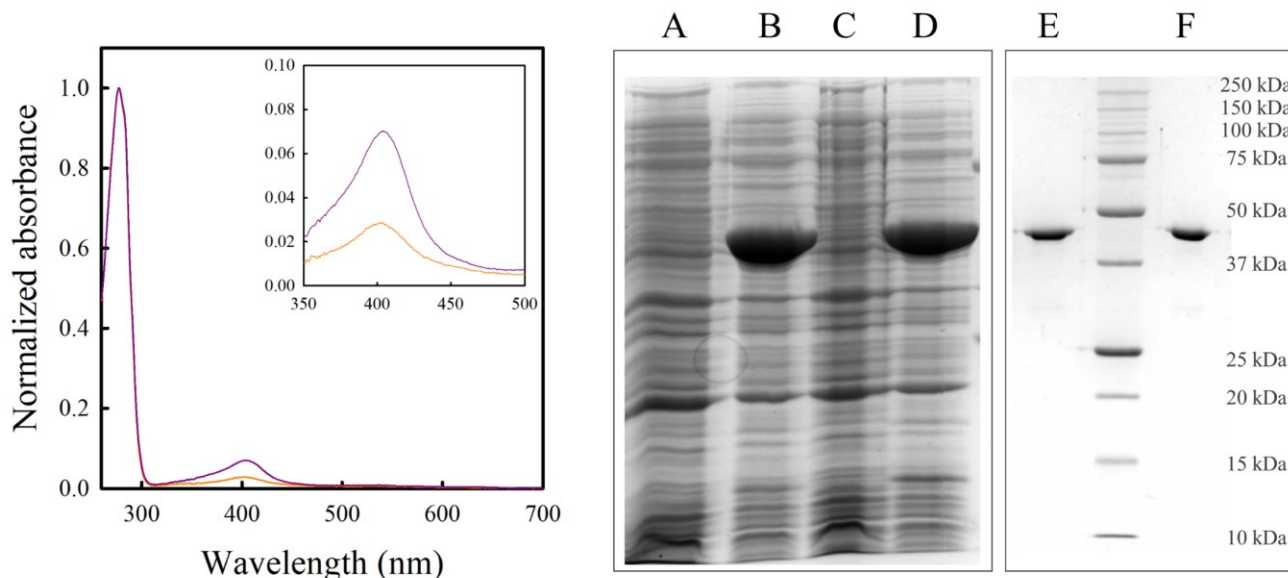 Normalized absorbance
1.0
0.8
0.6
0.4
0.2
0.0
300 400 500 600 700
Wavelength (nm)
0.10
0.08
0.06
0.04
0.02
0.00
350 400 450 500
A B C D
E F
250 kDa
150 kDa
100 kDa
75 kDa
50 kDa
37 kDa
25 kDa
20 kDa
15 kDa
10 kDa